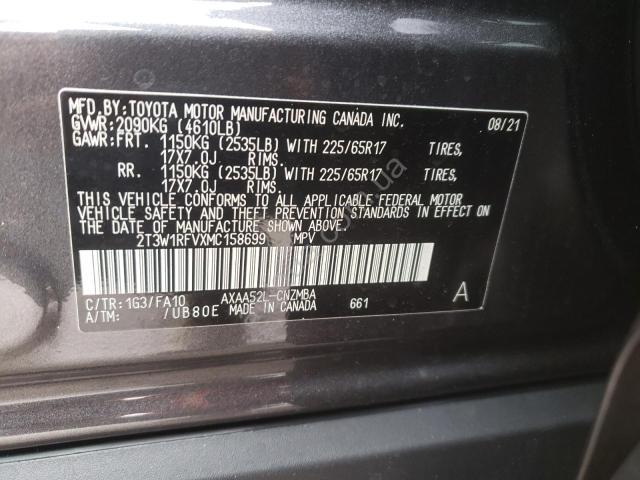 MFD.BY:TOYOTA MOTOR MANUFACTURING CANADA INC. 08/21
GVWR:2090KG (4610LB)
GAWR:FRT. 1150KG (2535LB) WITH 225/65R17 TIRES,
17X7.0J RIMS.
RR. 1150KG (2535LB) WITH 225/65R17 TIRES,
17X7.0J RIMS.
THIS VEHICLE CONFORMS TO ALL APPLICABLE FEDERAL MOTOR
VEHICLE SAFETY AND THEFT PREVENTION STANDARDS IN EFFECT ON
THE DATE OF MANUFACTURE SHOWN ABOVE.
2T3W1RFVXMC158699 MPV
C/TR:1G3/FA10 AXAA52L-CNZMBA 661 A
A/TM: /UB80E MADE IN CANADA